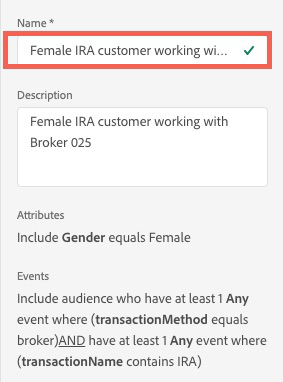 Name *
Female IRA customer working wi...
Description
Female IRA customer working with
Broker 025
Attributes
Include Gender equals Female
Events
Include audience who have at least 1 Any
event where (transactionMethod equals
broker)AND have at least 1 Any event where
(transactionName contains IRA)